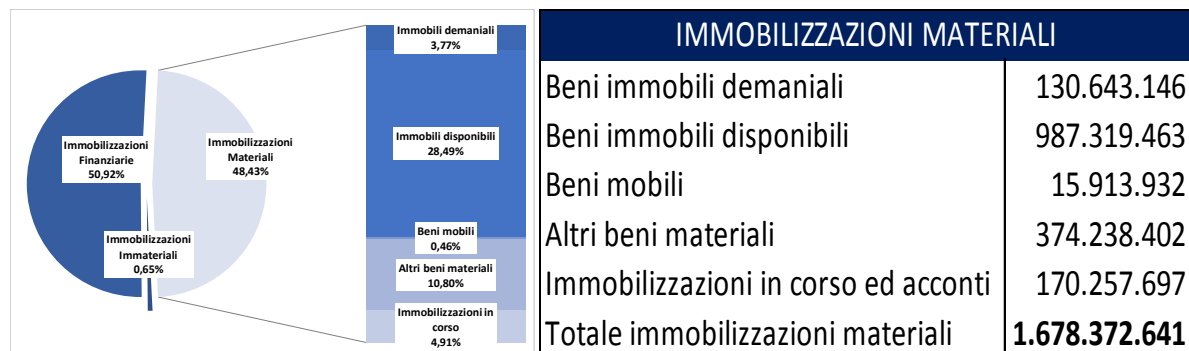 Immobilizzazioni
Finanziarie
50,92%
Immobilizzazioni
Materiali
48,43%
Immobilizzazioni
Immateriali
0,65%
Immobili demaniali
3,77%
Immobili disponibili
28,49%
Beni mobili
0,46%
Altri beni materiali
10,80%
Immobilizzazioni in
corso
4,91%
IMMOBILIZZAZIONI MATERIALI
Beni immobili demaniali 130.643.146
Beni immobili disponibili 987.319.463
Beni mobili 15.913.932
Altri beni materiali 374.238.402
Immobilizzazioni in corso ed acconti 170.257.697
Totale immobilizzazioni materiali 1.678.372.641